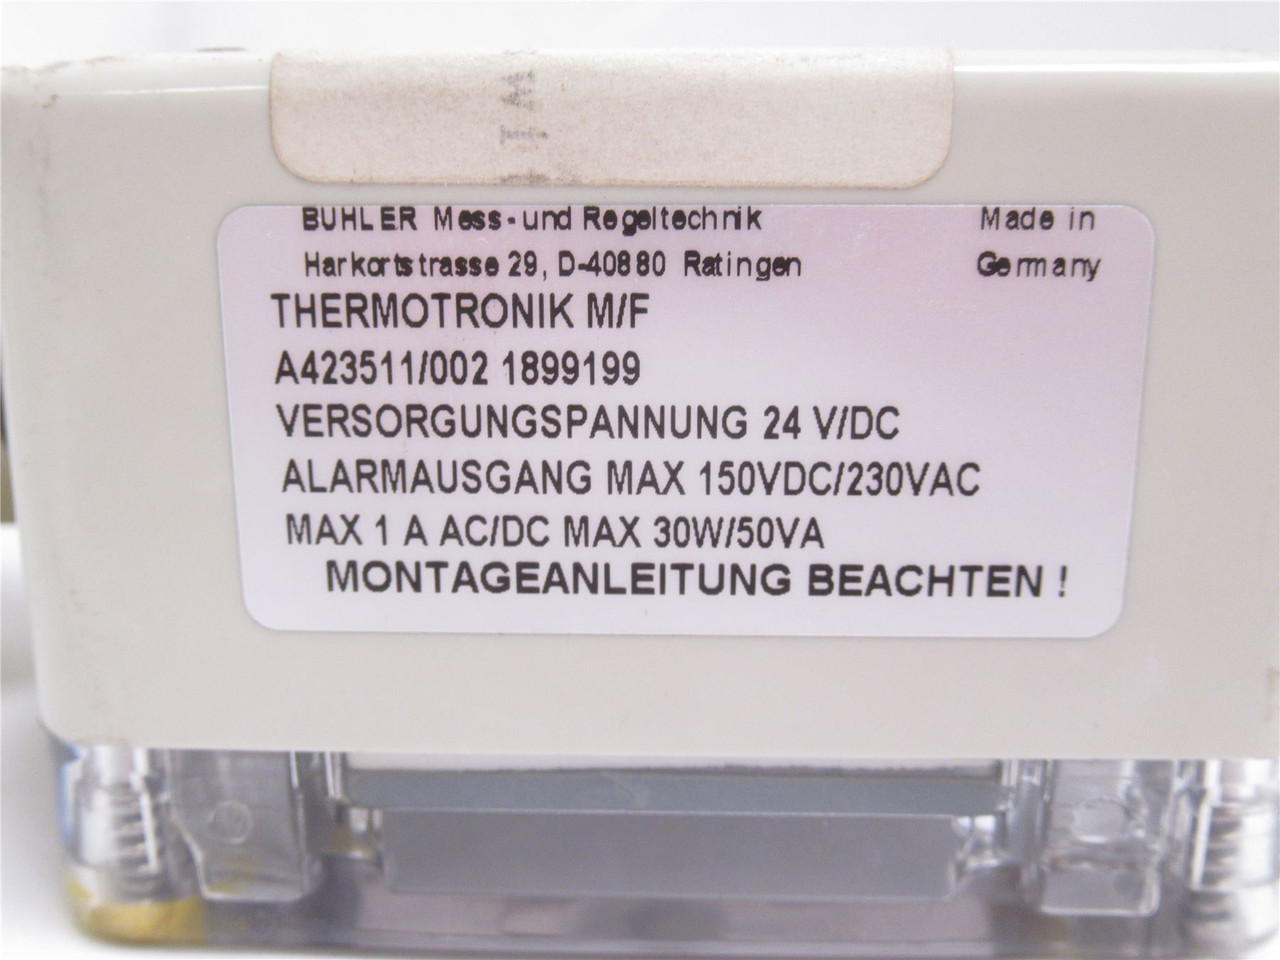 BUHLER Mess-und Regeltechnik Made in
Harkortstrasse 29, D-40880 Ratingen Germany
THERMOTRONIK M/F
A423511/002 1899199
VERSORGUNGSPANNUNG 24 V/DC
ALARMAUSGANG MAX 150VDC/230VAC
MAX 1 A AC/DC MAX 30W/50VA
MONTAGEANLEITUNG BEACHTEN !